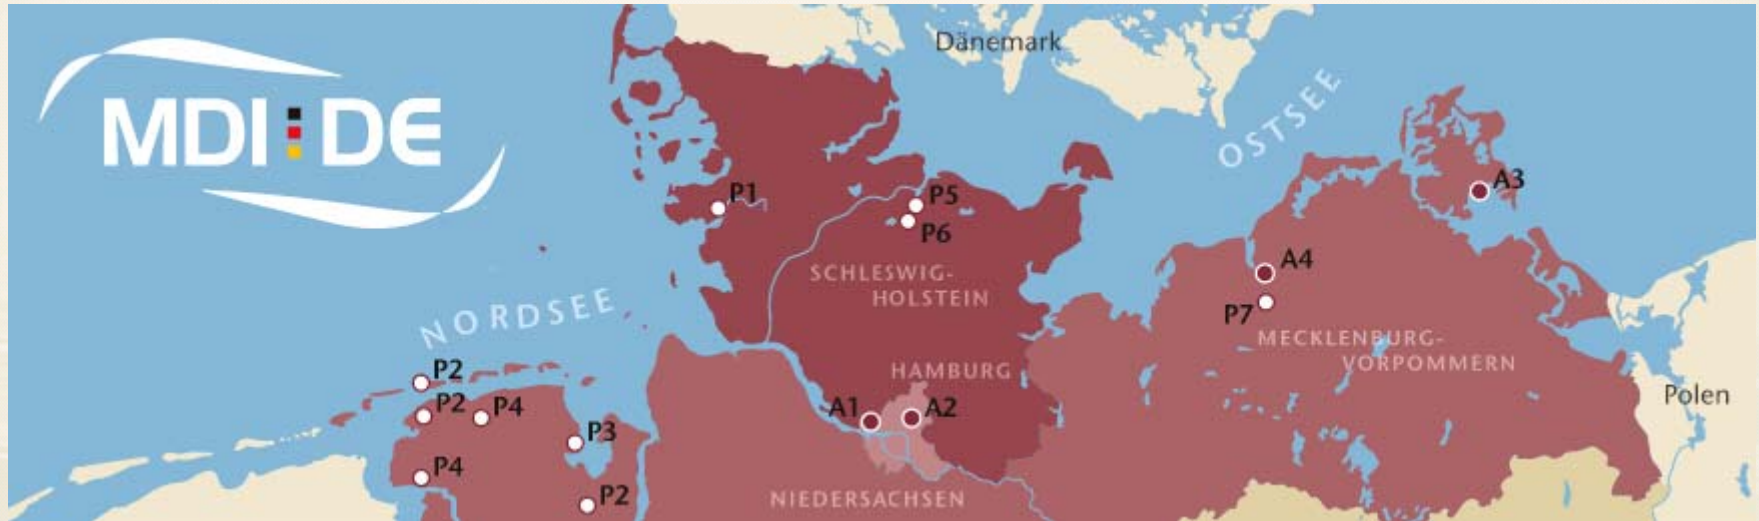 MDI:DE
Dänemark
OSTSEE
P1
P5
P6
A3
A4
P7
SCHLESWIG-
HOLSTEIN
NORDSEE
MECKLENBURG-
VORPOMMERN
HAMBURG
Polen
P2
P2
P4
A1
A2
P3
P4
P2
NIEDERSACHSEN